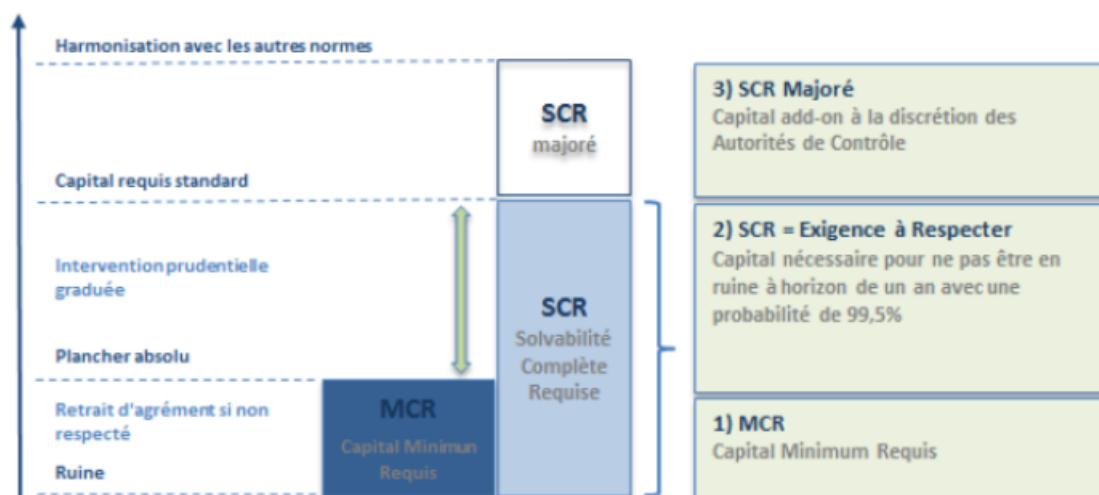 Harmonisation avec les autres normes
SCR
majoré
Capital requis standard
Intervention prudentielle
graduée
SCR
Solvabilité
Complète
Requise
Plancher absolu
Retrait d'agrément si non
respecté
MCR
Capital Minimun
Requis
Ruine
3) SCR Majoré
Capital add-on à la discrétion des
Autorités de Contrôle
2) SCR = Exigence à Respecter
Capital nécessaire pour ne pas être en
ruine à horizon de un an avec une
probabilité de 99,5%
1) MCR
Capital Minimum Requis